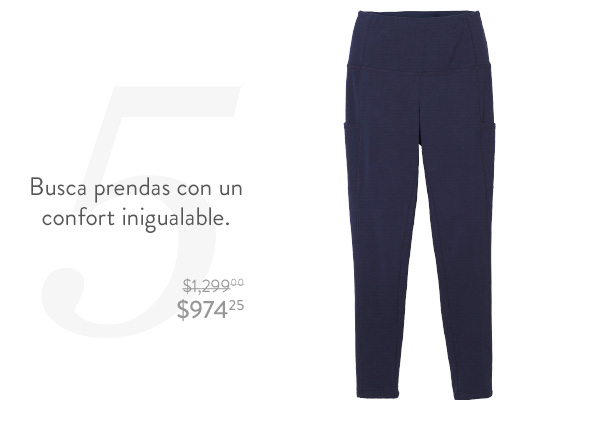 5
Busca prendas con un
confort inigualable.
$1,299.00
$974.25